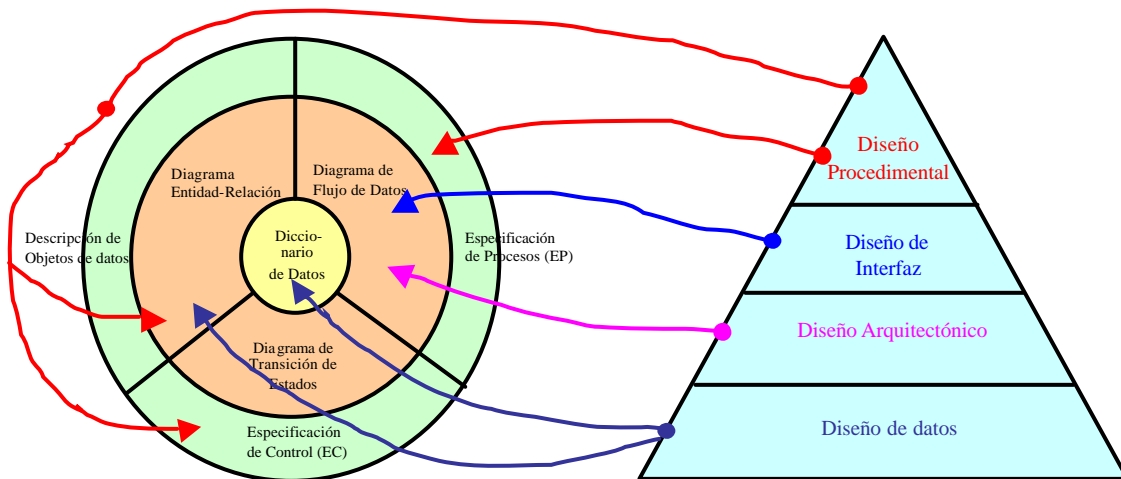 Diagrama
Entidad-Relación
Diagrama de
Flujo de Datos
Descripción de
Objetos de datos
Diccio-
nario
de Datos
Especificación
de Procesos (EP)
Diagrama de
Transición de
Estados
Especificación
de Control (EC)
Diseño
Procedimental
Diseño de
Interfaz
Diseño Arquitectónico
Diseño de datos